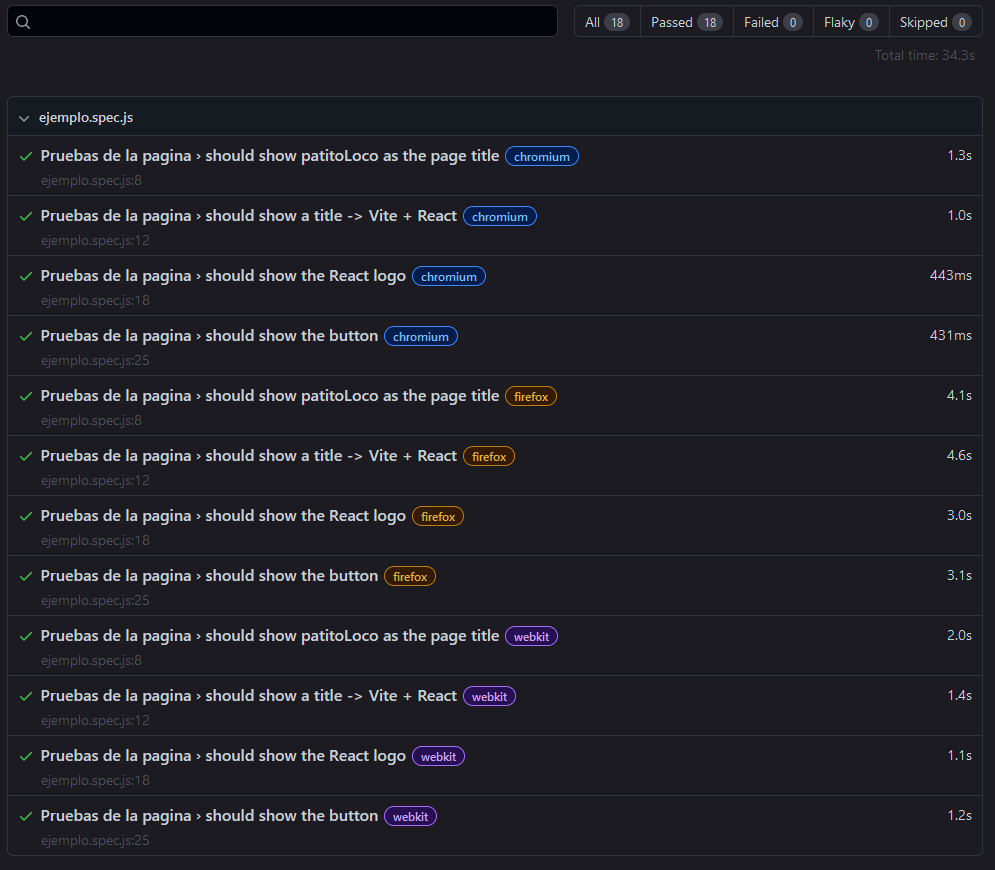 All 18 Passed 18 Failed 0 Flaky 0 Skipped 0
Total time: 34.3s
ejemplo.spec.js
Pruebas de la pagina › should show patitoLoco as the page title chromium 1.3s
ejemplo.spec.js:8
Pruebas de la pagina › should show a title -> Vite + React chromium 1.0s
ejemplo.spec.js:12
Pruebas de la pagina › should show the React logo chromium 443ms
ejemplo.spec.js:18
Pruebas de la pagina › should show the button chromium 431ms
ejemplo.spec.js:25
Pruebas de la pagina › should show patitoLoco as the page title firefox 4.1s
ejemplo.spec.js:8
Pruebas de la pagina › should show a title -> Vite + React firefox 4.6s
ejemplo.spec.js:12
Pruebas de la pagina › should show the React logo firefox 3.0s
ejemplo.spec.js:18
Pruebas de la pagina › should show the button firefox 3.1s
ejemplo.spec.js:25
Pruebas de la pagina › should show patitoLoco as the page title webkit 2.0s
ejemplo.spec.js:8
Pruebas de la pagina › should show a title -> Vite + React webkit 1.4s
ejemplo.spec.js:12
Pruebas de la pagina › should show the React logo webkit 1.1s
ejemplo.spec.js:18
Pruebas de la pagina › should show the button webkit 1.2s
ejemplo.spec.js:25